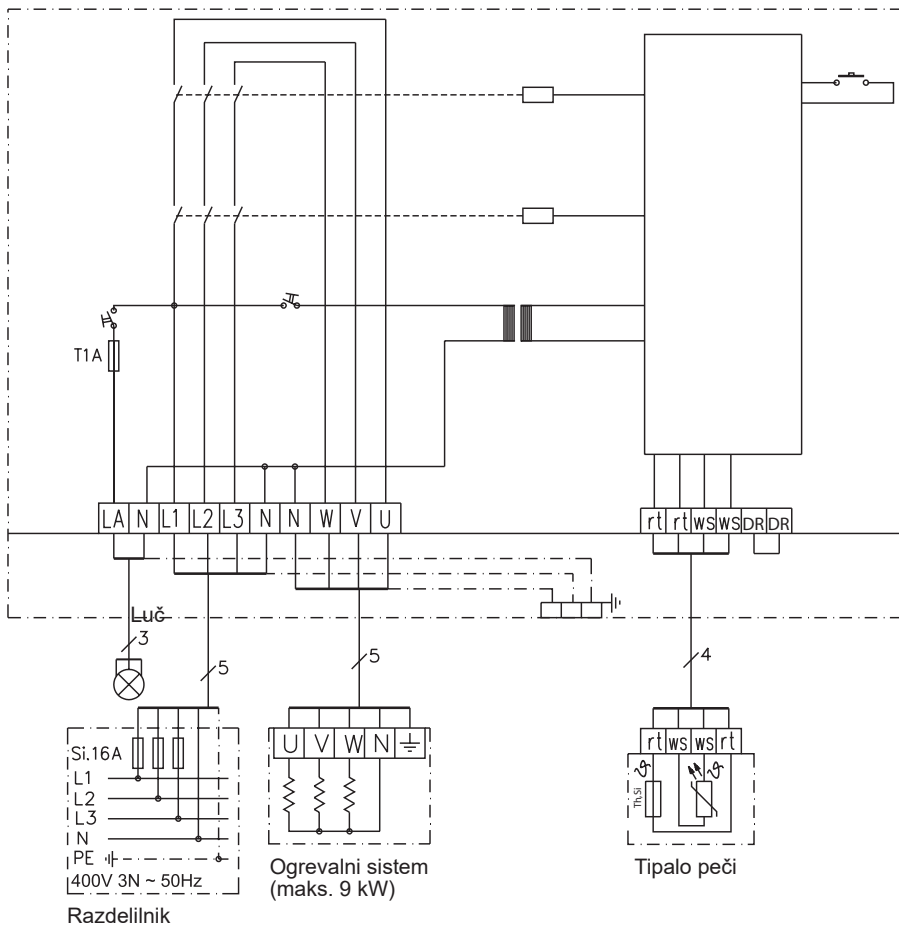 T1A
LA N L1 L2 L3 N N W V U
rt rt ws ws DR DR
Luč
3
5
5
4
Si.16A
L1
L2
L3
N
PE
400V 3N ~ 50Hz
Razdelilnik
U V W N
Ogrevalni sistem
(maks. 9 kW)
rt ws ws rt
ϑ ϑ
Th,Si
Tipalo peči